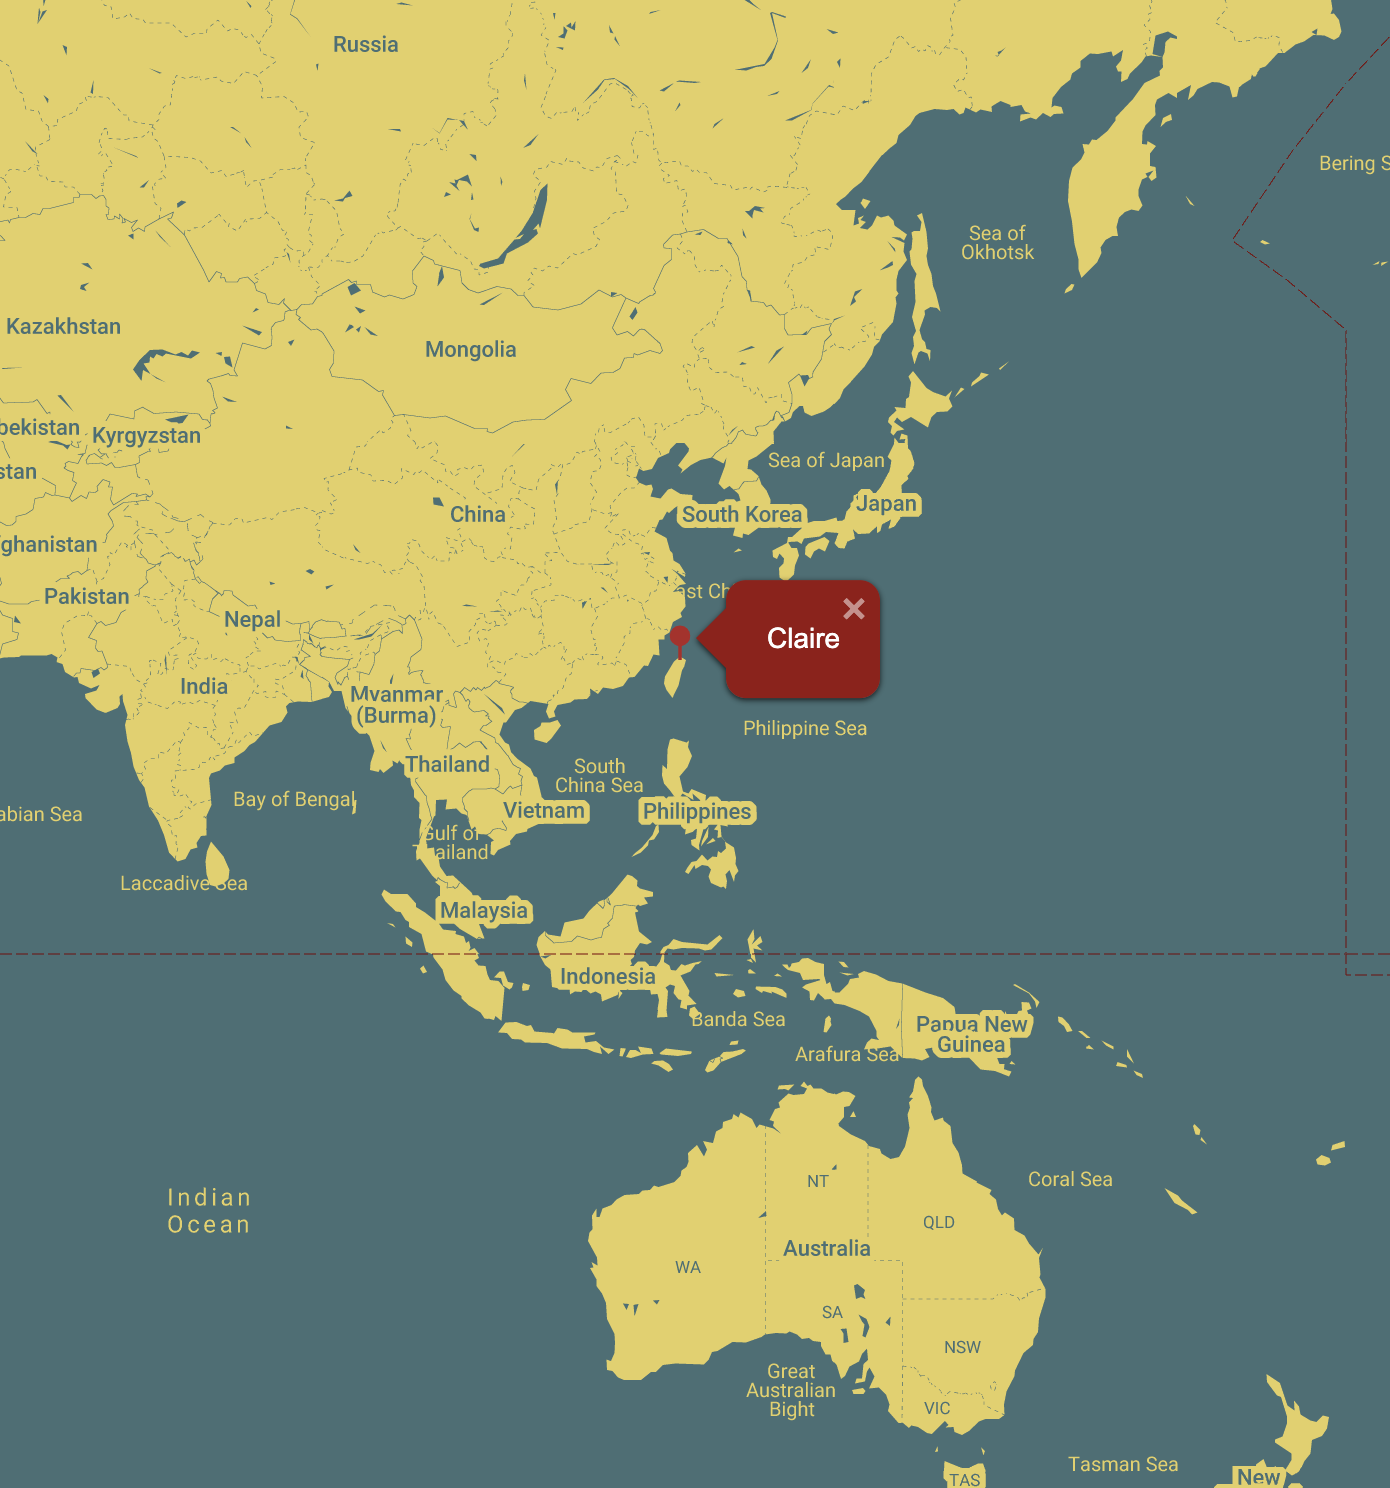 Russia
Bering S
Sea of
Okhotsk
Kazakhstan
Mongolia
bekistan
Kyrgyzstan
stan
Sea of Japan
China
South Korea
Japan
ghanistan
Pakistan
Nepal
ast Ch
Claire
India
Myanmar
(Burma)
Philippine Sea
Thailand
South
China Sea
Bay of Bengal
Vietnam
Philippines
abian Sea
Gulf of
Thailand
Laccadive Sea
Malaysia
Indonesia
Banda Sea
Papua New
Guinea
Arafura Sea
Indian
Ocean
NT
Coral Sea
QLD
Australia
WA
SA
NSW
Great
Australian
Bight
VIC
Tasman Sea
TAS
New